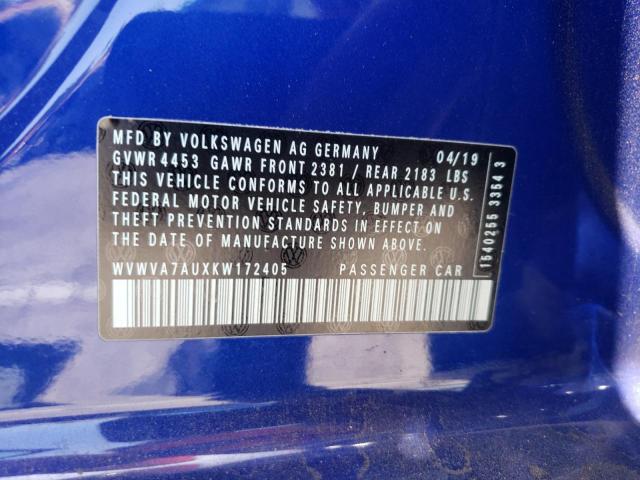 MFD BY VOLKSWAGEN AG GERMANY 04/19
GVWR 4453 GAWR FRONT 2381 / REAR 2183 LBS
THIS VEHICLE CONFORMS TO ALL APPLICABLE U.S.
FEDERAL MOTOR VEHICLE SAFETY, BUMPER AND
THEFT PREVENTION STANDARDS IN EFFECT ON
THE DATE OF MANUFACTURE SHOWN ABOVE.
WVWVA7AUXKW172405 PASSENGER CAR
1540255 3354 3